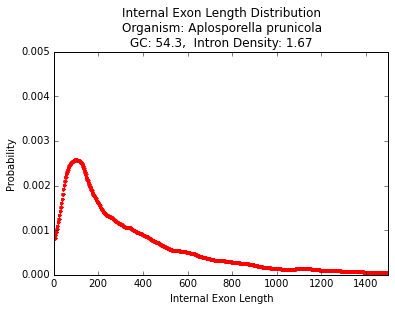 Internal Exon Length Distribution
Organism: Aplosporella prunicola
GC: 54.3,  Intron Density: 1.67
0.005
0.004
0.003
0.002
0.001
0.000
Probability
0 200 400 600 800 1000 1200 1400
Internal Exon Length